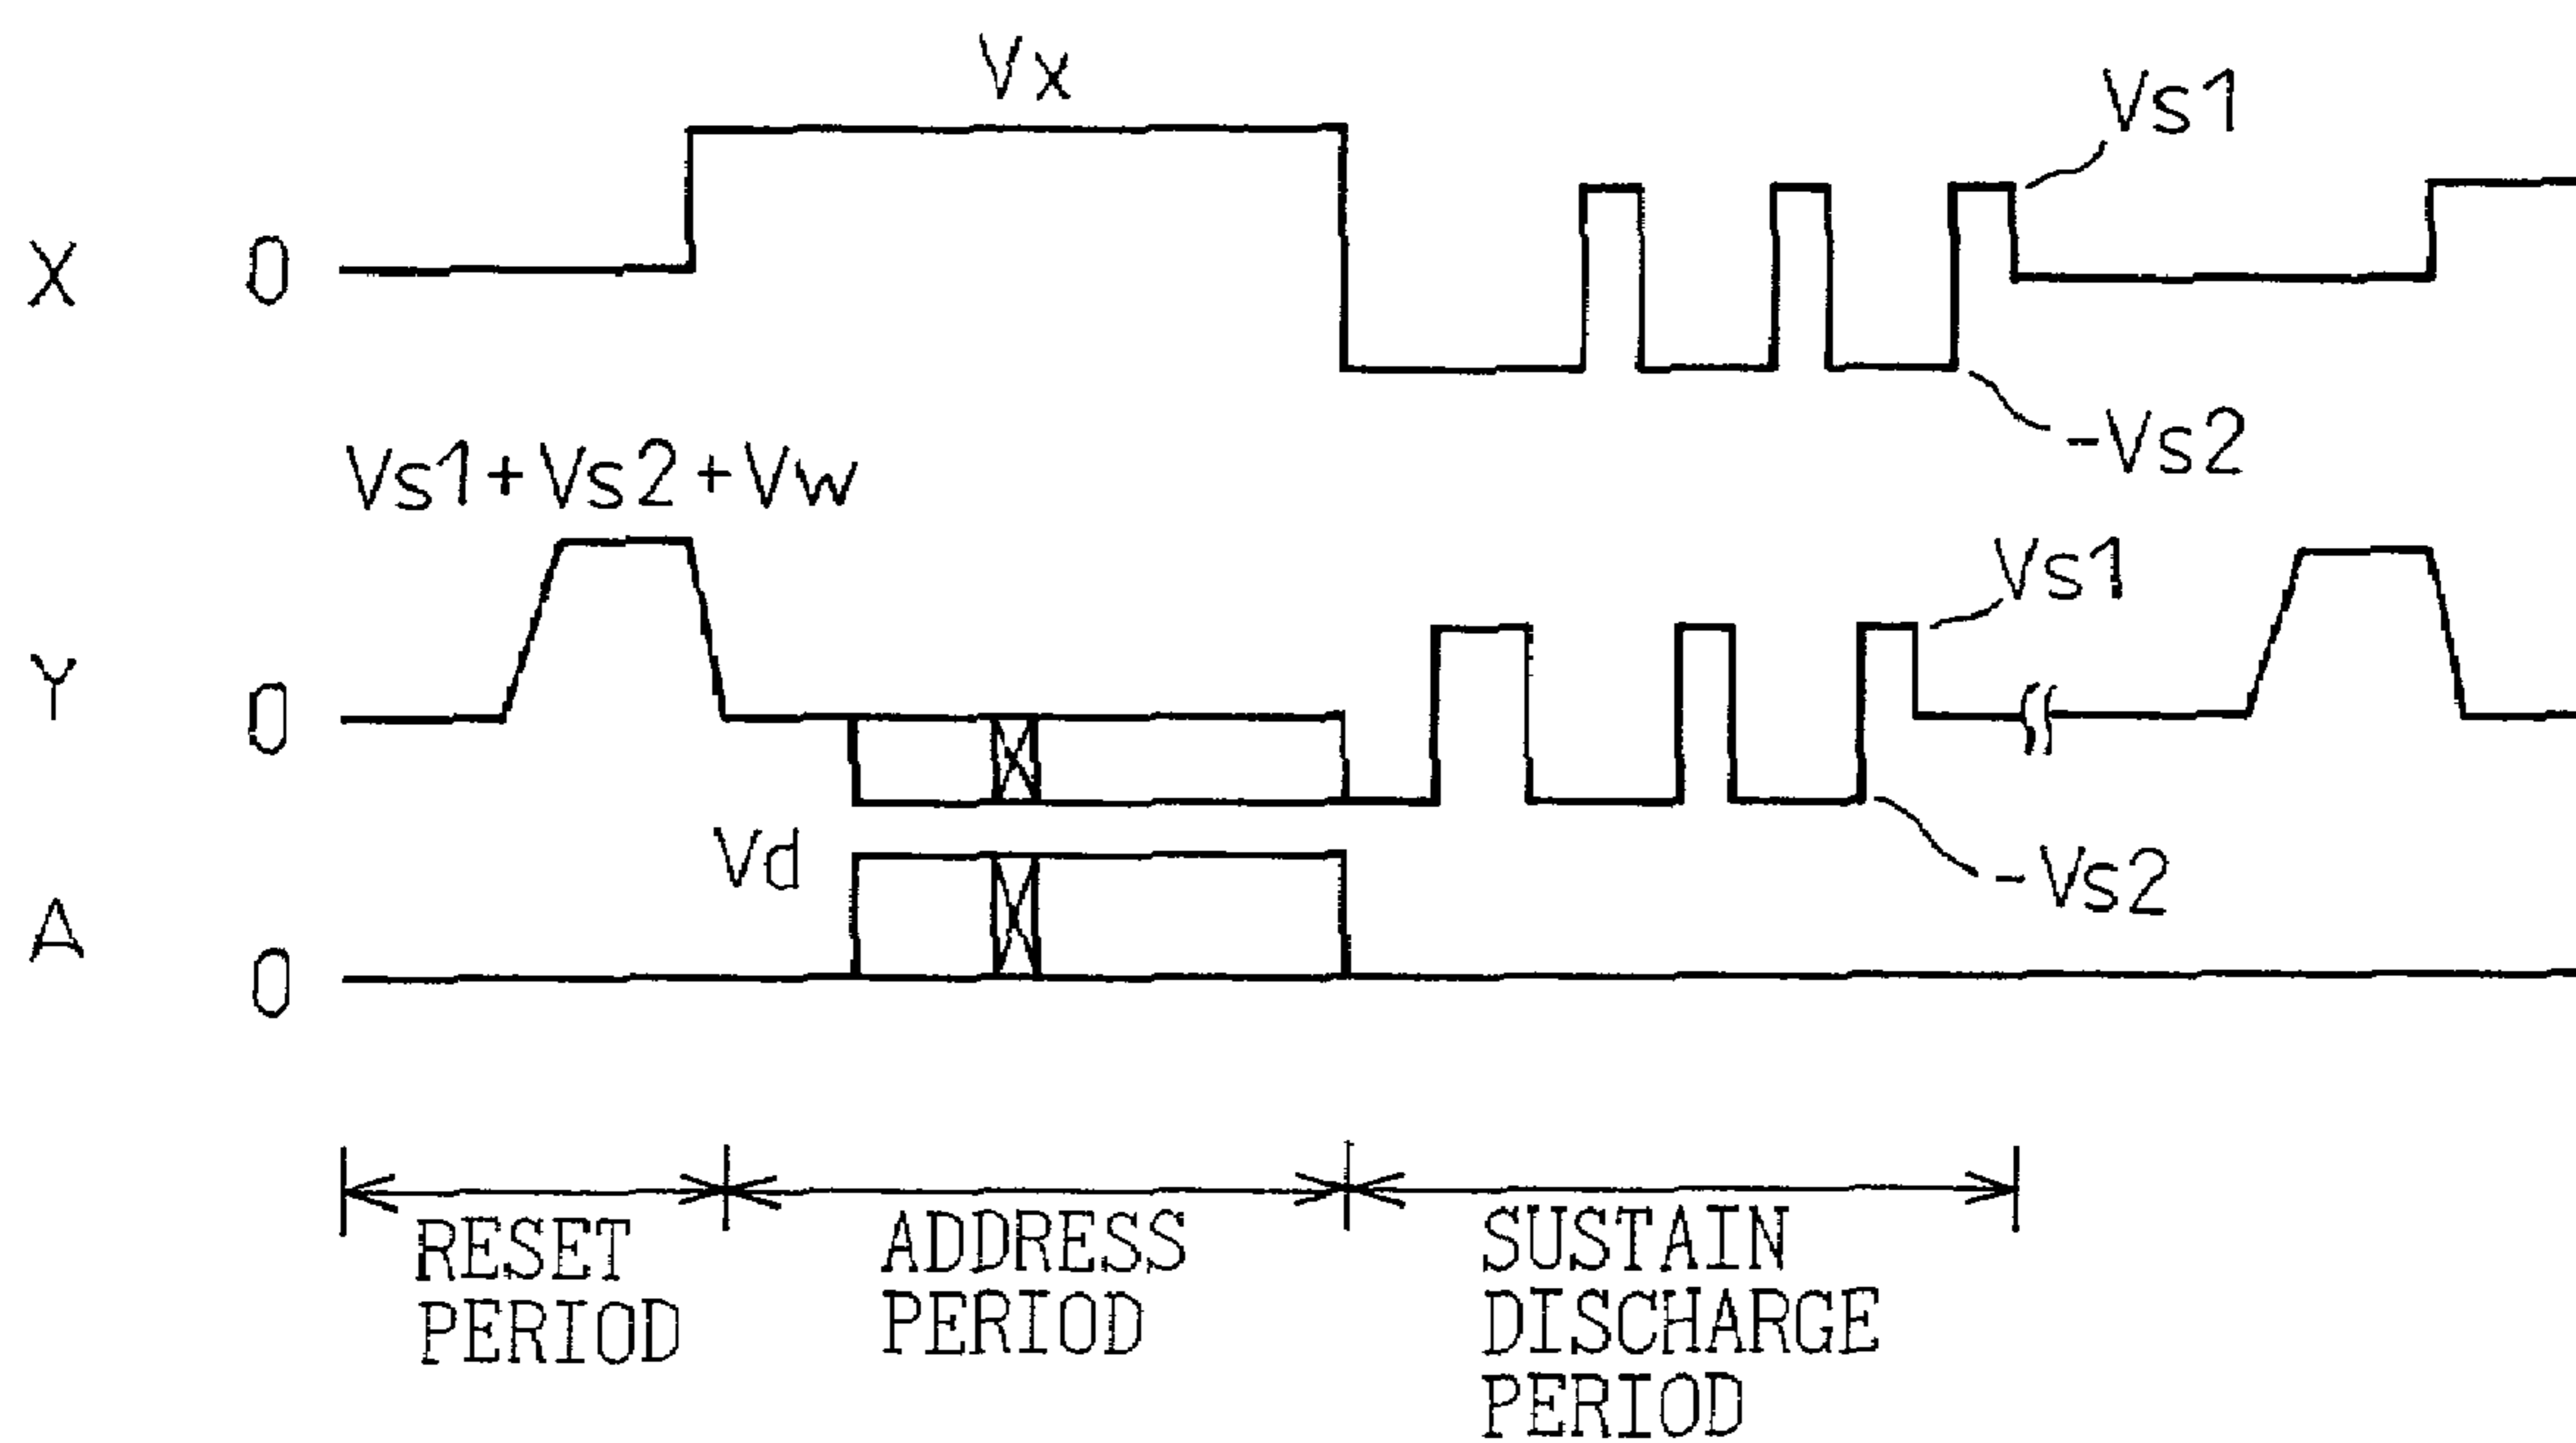 Vx
Vs1
X 0
-Vs2
Vs1+Vs2+Vw
Vs1
Y 0
Vd
-Vs2
A 0
RESET PERIOD
ADDRESS PERIOD
SUSTAIN DISCHARGE PERIOD